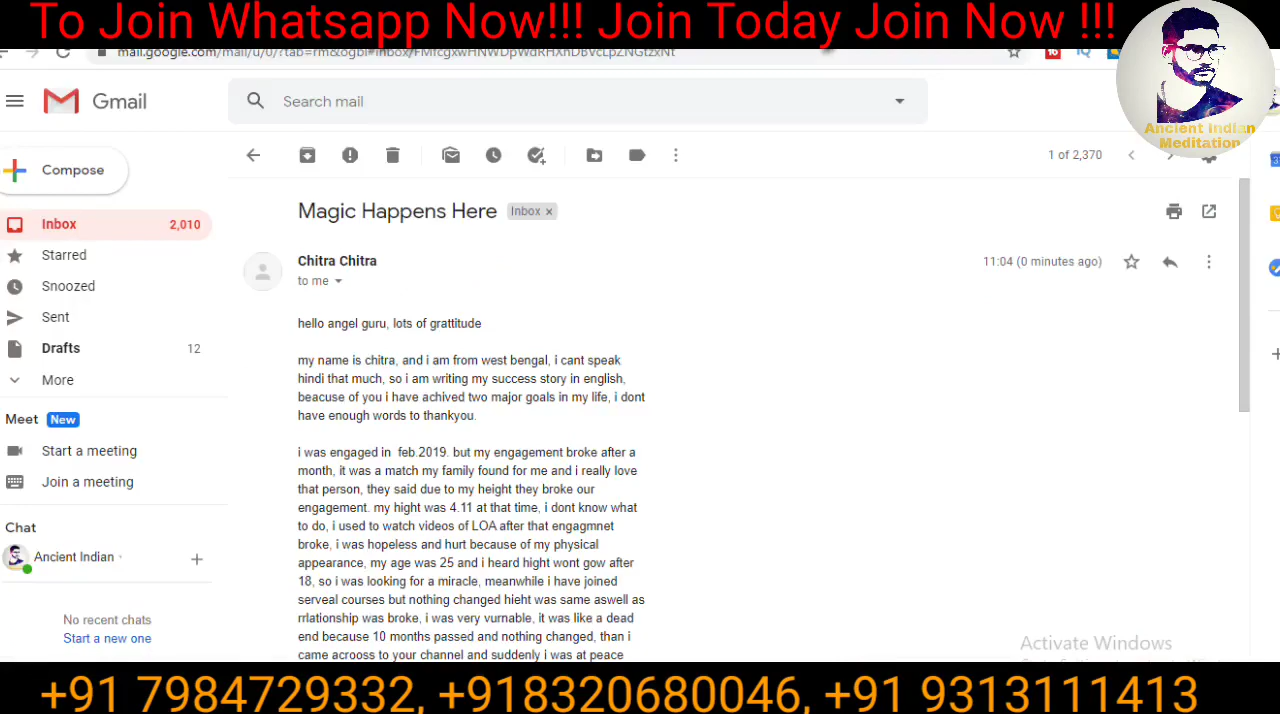 To Join Whatsapp Now!!! Join Today Join Now !!!
Ancient Indian
Meditation
Gmail
Search mail
Compose
1 of 2,370
Inbox 2,010
Starred
Snoozed
Sent
Drafts 12
More
Meet New
Start a meeting
Join a meeting
Chat
Ancient Indian
No recent chats
Start a new one
Magic Happens Here Inbox x
Chitra Chitra 11:04 (0 minutes ago)
to me
hello angel guru, lots of grattitude
my name is chitra, and i am from west bengal, i cant speak
hindi that much, so i am writing my success story in english,
beacuse of you i have achived two major goals in my life, i dont
have enough words to thankyou.
i was engaged in feb.2019. but my engagement broke after a
month, it was a match my family found for me and i really love
that person, they said due to my height they broke our
engagement. my hight was 4.11 at that time, i dont know what
to do, i used to watch videos of LOA after that engagmnet
broke, i was hopeless and hurt because of my physical
appearance, my age was 25 and i heard hight wont gow after
18, so i was looking for a miracle, meanwhile i have joined
serveal courses but nothing changed hieht was same aswell as
rrlationship was broke, i was very vurnable, it was like a dead
end because 10 months passed and nothing changed, than i
came acrooss to your channel and suddenly i was at peace
Activate Windows
+91 7984729332, +918320680046, +91 9313111413